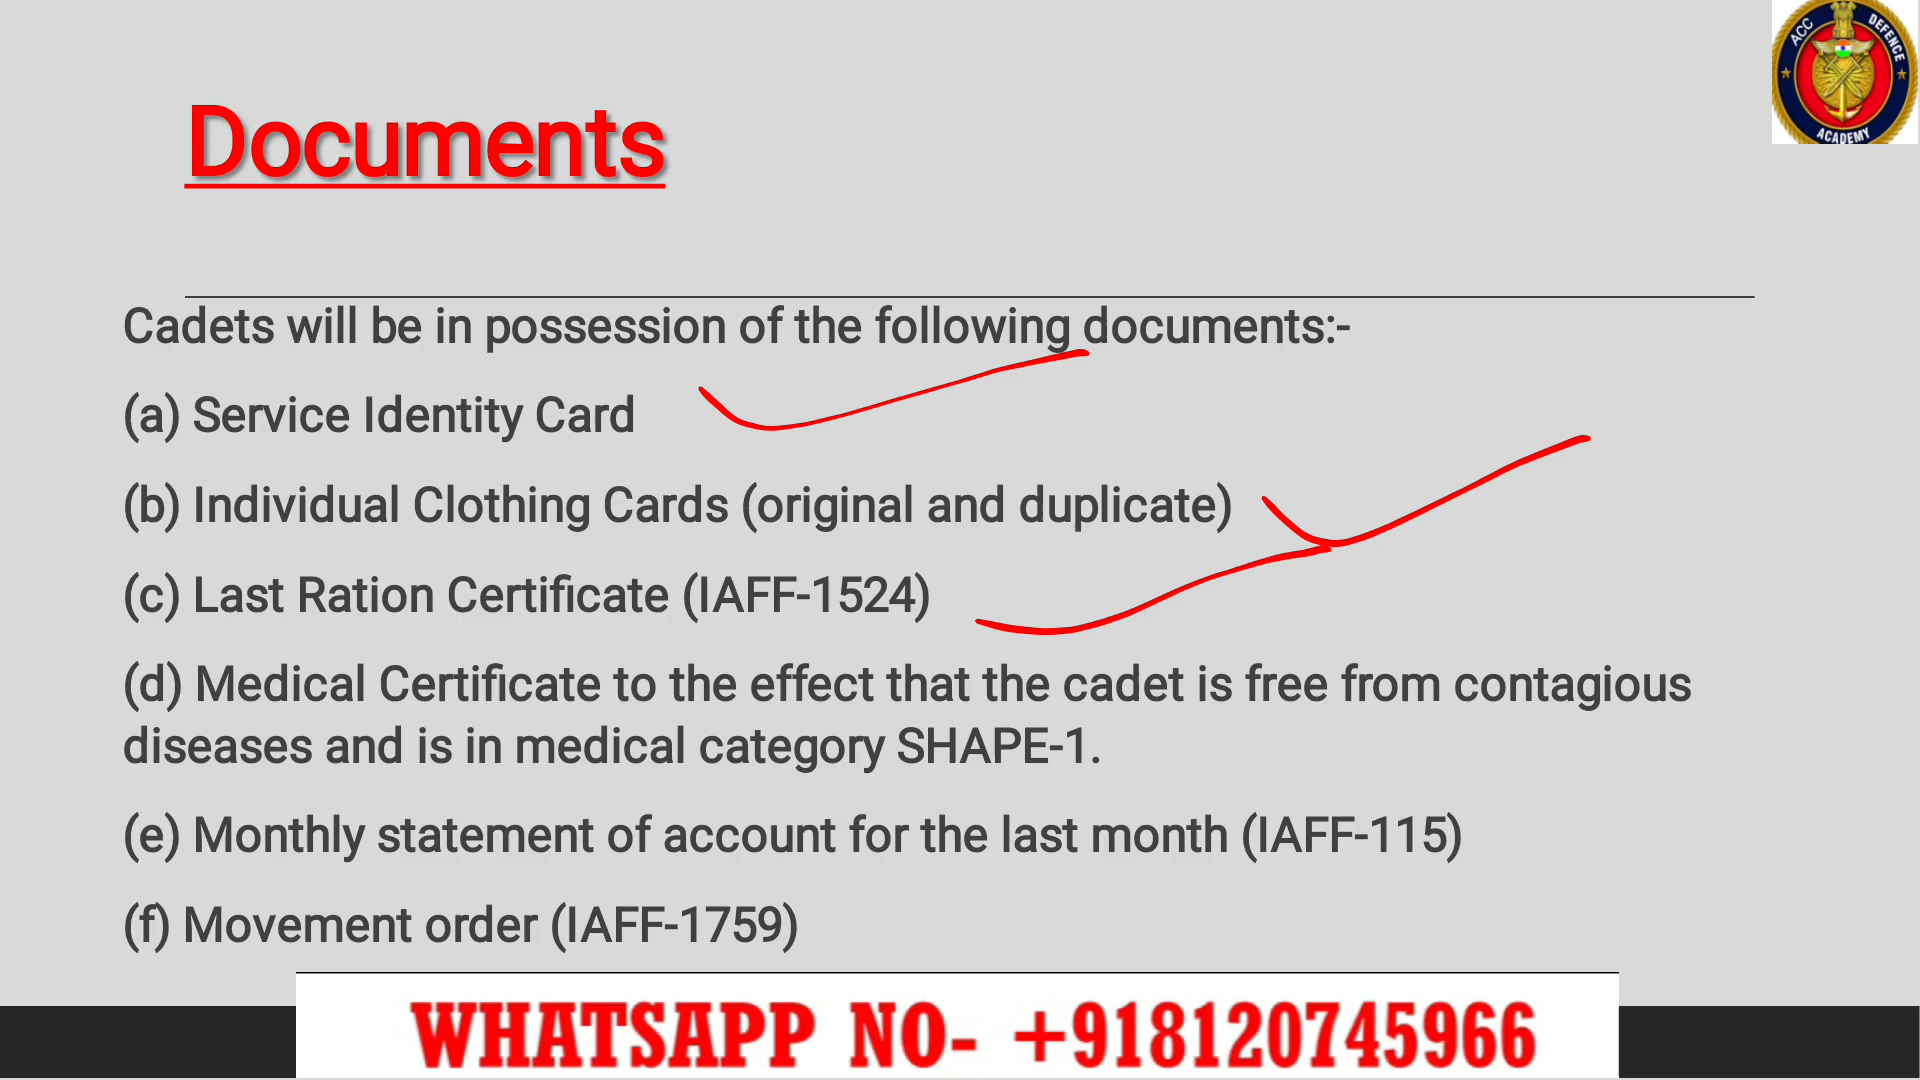 ACC DEFENCE
ACADEMY
Documents
Cadets will be in possession of the following documents:-
(a) Service Identity Card
(b) Individual Clothing Cards (original and duplicate)
(c) Last Ration Certificate (IAFF-1524)
(d) Medical Certificate to the effect that the cadet is free from contagious
diseases and is in medical category SHAPE-1.
(e) Monthly statement of account for the last month (IAFF-115)
(f) Movement order (IAFF-1759)
WHATSAPP NO- +918120745966